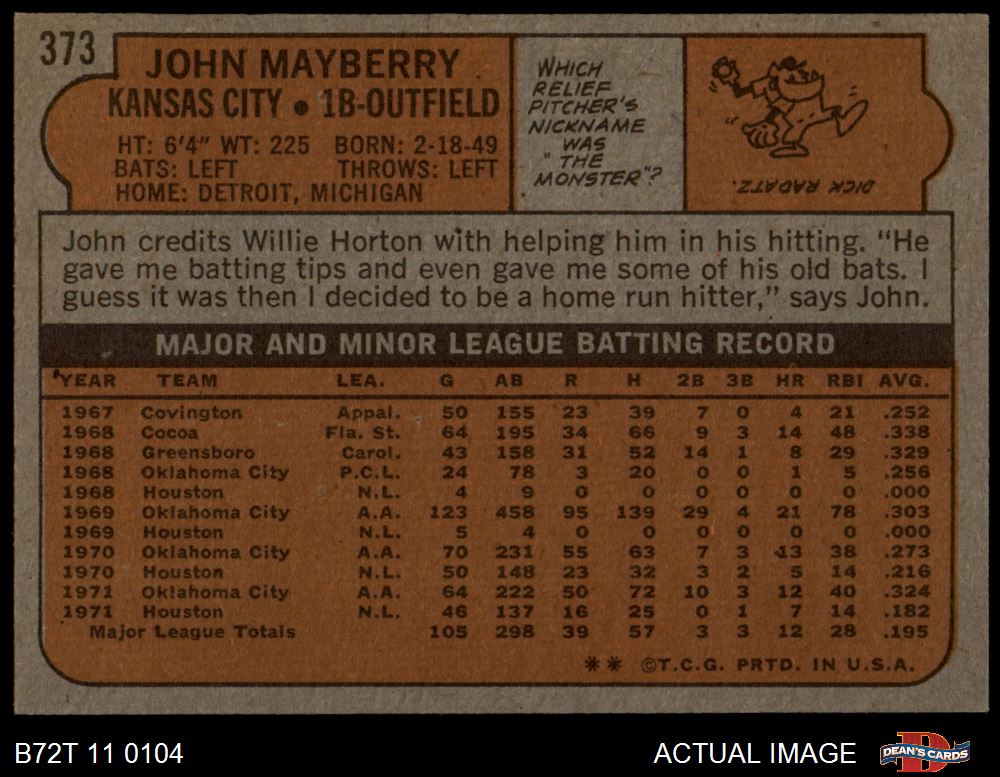 373
JOHN MAYBERRY
KANSAS CITY • 1B-OUTFIELD
HT: 6'4" WT: 225 BORN: 2-18-49
BATS: LEFT THROWS: LEFT
HOME: DETROIT, MICHIGAN
WHICH
RELIEF
PITCHER'S
NICKNAME
WAS
"THE
MONSTER"?
DICK RADATZ.
John credits Willie Horton with helping him in his hitting. "He
gave me batting tips and even gave me some of his old bats. I
guess it was then I decided to be a home run hitter," says John.
MAJOR AND MINOR LEAGUE BATTING RECORD
YEAR TEAM LEA. G AB R H 2B 3B HR RBI AVG.
1967 Covington Appal. 50 155 23 39 7 0 4 21 .252
1968 Cocoa Fla. St. 64 195 34 66 9 3 14 48 .338
1968 Greensboro Carol. 43 158 31 52 14 1 8 29 .329
1968 Oklahoma City P.C.L. 24 78 3 20 0 0 1 5 .256
1968 Houston N.L. 4 9 0 0 0 0 0 0 .000
1969 Oklahoma City A.A. 123 458 95 139 29 4 21 78 .303
1969 Houston N.L. 5 4 0 0 0 0 0 0 .000
1970 Oklahoma City A.A. 70 231 55 63 7 3 13 38 .273
1970 Houston N.L. 50 148 23 32 3 2 5 14 .216
1971 Oklahoma City A.A. 64 222 50 72 10 3 12 40 .324
1971 Houston N.L. 46 137 16 25 0 1 7 14 .182
Major League Totals 105 298 39 57 3 3 12 28 .195
** ©T.C.G. PRTD. IN U.S.A.
B72T 11 0104 ACTUAL IMAGE DEAN'S CARDS